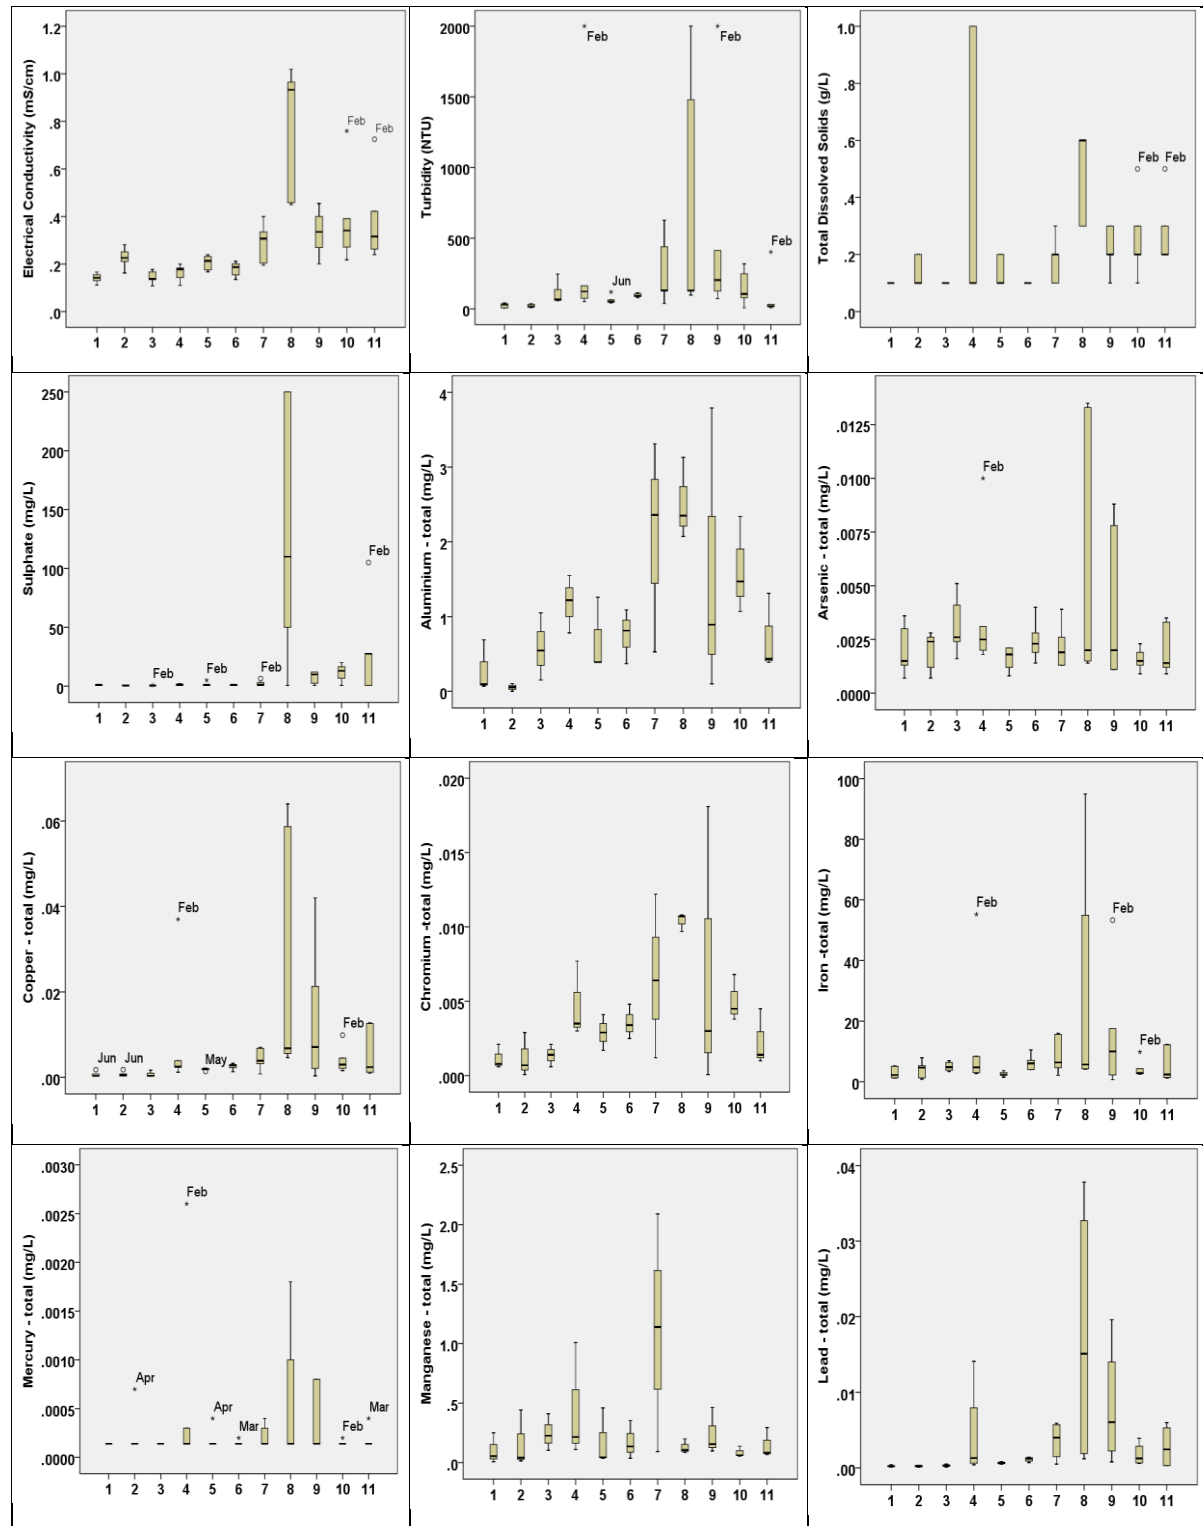 Electrical Conductivity (mS/cm)
1.2
1.0
.8
.6
.4
.2
.0
Feb
Feb
1 2 3 4 5 6 7 8 9 10 11
Turbidity (NTU)
2000
1500
1000
500
0
Feb
Feb
Jun
Feb
1 2 3 4 5 6 7 8 9 10 11
Total Dissolved Solids (g/L)
1.0
.8
.6
.4
.2
.0
Feb
Feb
1 2 3 4 5 6 7 8 9 10 11
Sulphate (mg/L)
250
200
150
100
50
0
Feb
Feb
Feb
Feb
1 2 3 4 5 6 7 8 9 10 11
Aluminium - total (mg/L)
4
3
2
1
0
1 2 3 4 5 6 7 8 9 10 11
Arsenic - total (mg/L)
.0125
.0100
.0075
.0050
.0025
.0000
Feb
1 2 3 4 5 6 7 8 9 10 11
Copper - total (mg/L)
.06
.04
.02
.00
Jun
Jun
Feb
May
Feb
1 2 3 4 5 6 7 8 9 10 11
Chromium -total (mg/L)
.020
.015
.010
.005
.000
1 2 3 4 5 6 7 8 9 10 11
Iron -total (mg/L)
100
80
60
40
20
0
Feb
Feb
Feb
1 2 3 4 5 6 7 8 9 10 11
Mercury - total (mg/L)
.0030
.0025
.0020
.0015
.0010
.0005
.0000
Apr
Feb
Apr
Mar
Feb
Mar
1 2 3 4 5 6 7 8 9 10 11
Manganese - total (mg/L)
2.5
2.0
1.5
1.0
.5
.0
1 2 3 4 5 6 7 8 9 10 11
Lead - total (mg/L)
.04
.03
.02
.01
.00
1 2 3 4 5 6 7 8 9 10 11